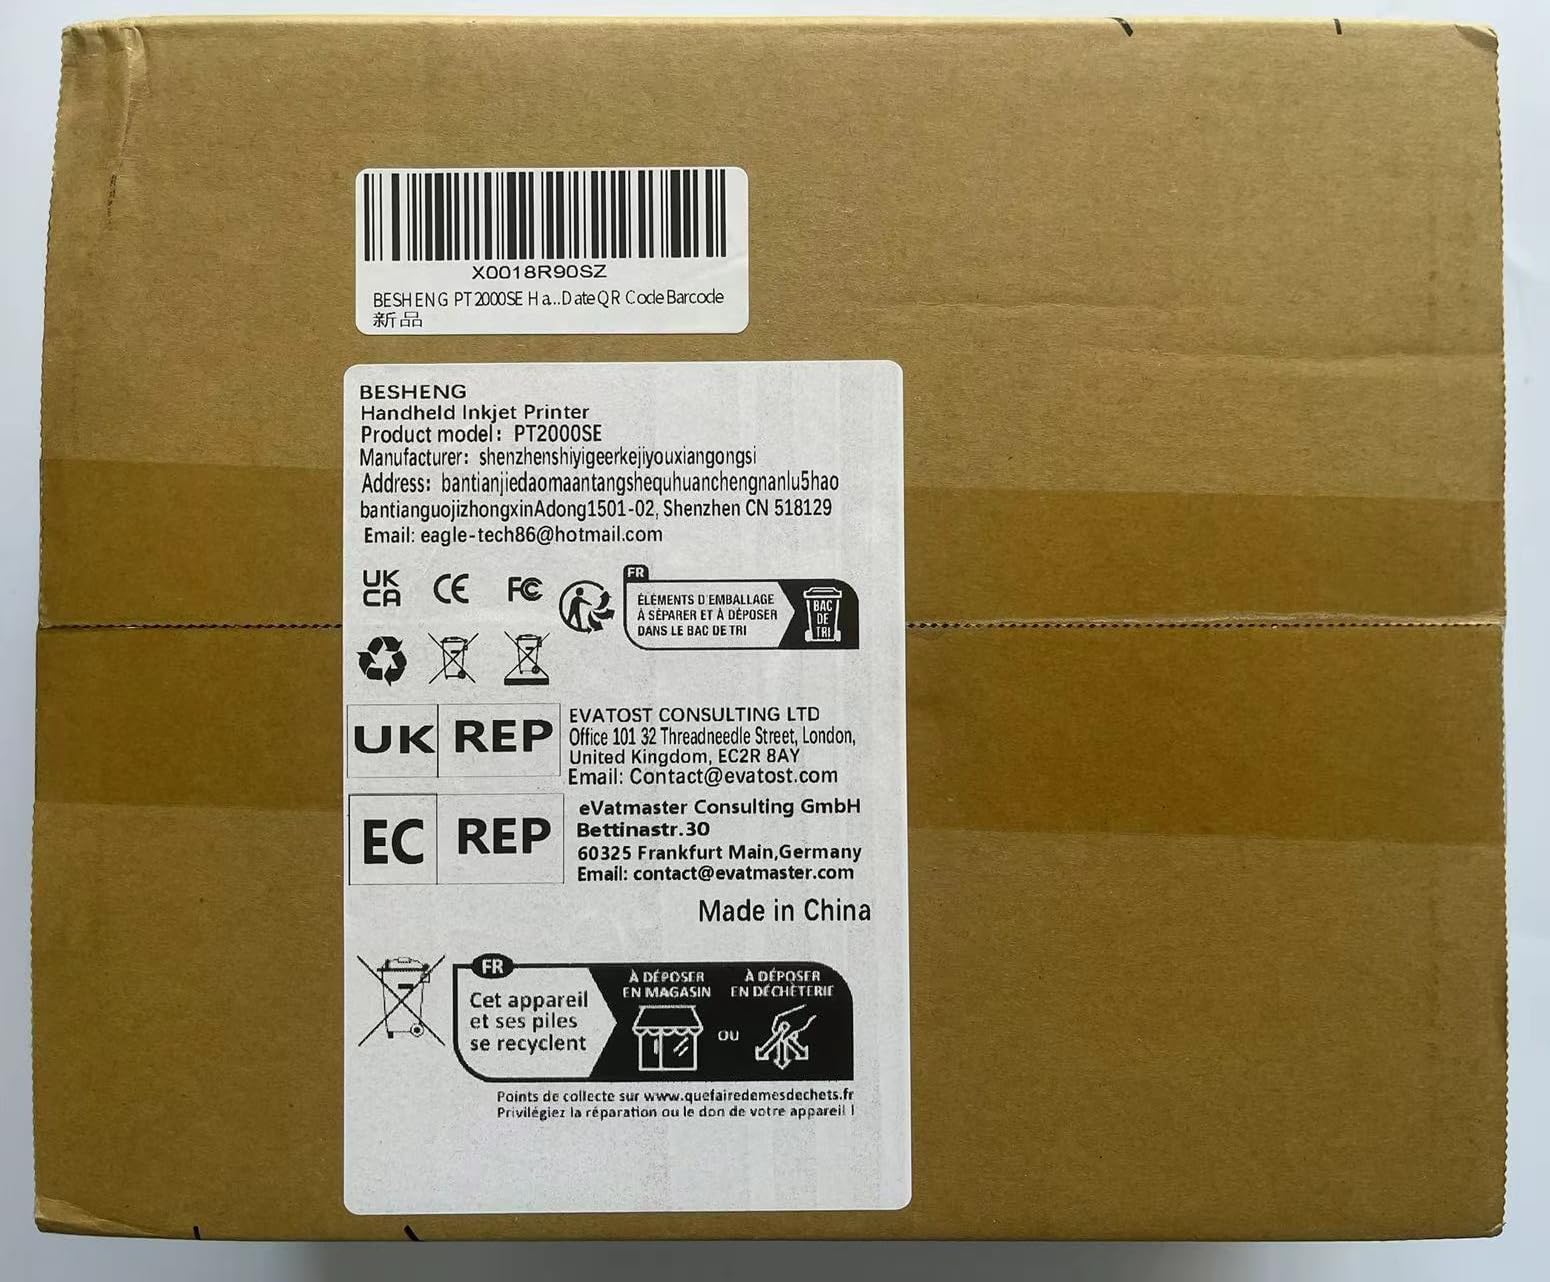 X0018R90SZ
BESHENG PT2000SE Ha...Date QR Code Barcode
新品
BESHENG
Handheld Inkjet Printer
Product model: PT2000SE
Manufacturer: shenzhenshiyigeerkejiyouxiangongsi
Address: bantianjiedaomaantangshequhuanchengnanlu5hao
bantianguojizhongxinAdong1501-02, Shenzhen CN 518129
Email: eagle-tech86@hotmail.com
UK
CA
CE
FC
FR
ÉLÉMENTS D'EMBALLAGE
À SÉPARER ET À DÉPOSER
DANS LE BAC DE TRI
BAC
DE
TRI
UK REP
EVATOST CONSULTING LTD
Office 101 32 Threadneedle Street, London,
United Kingdom, EC2R 8AY
Email: Contact@evatost.com
EC REP
eVatmaster Consulting GmbH
Bettinastr.30
60325 Frankfurt Main,Germany
Email: contact@evatmaster.com
Made in China
FR
Cet appareil
et ses piles
se recyclent
À DÉPOSER
EN MAGASIN
OU
À DÉPOSER
EN DÉCHÈTERIE
Points de collecte sur www.quefairedemesdechets.fr
Privilégiez la réparation ou le don de votre appareil !